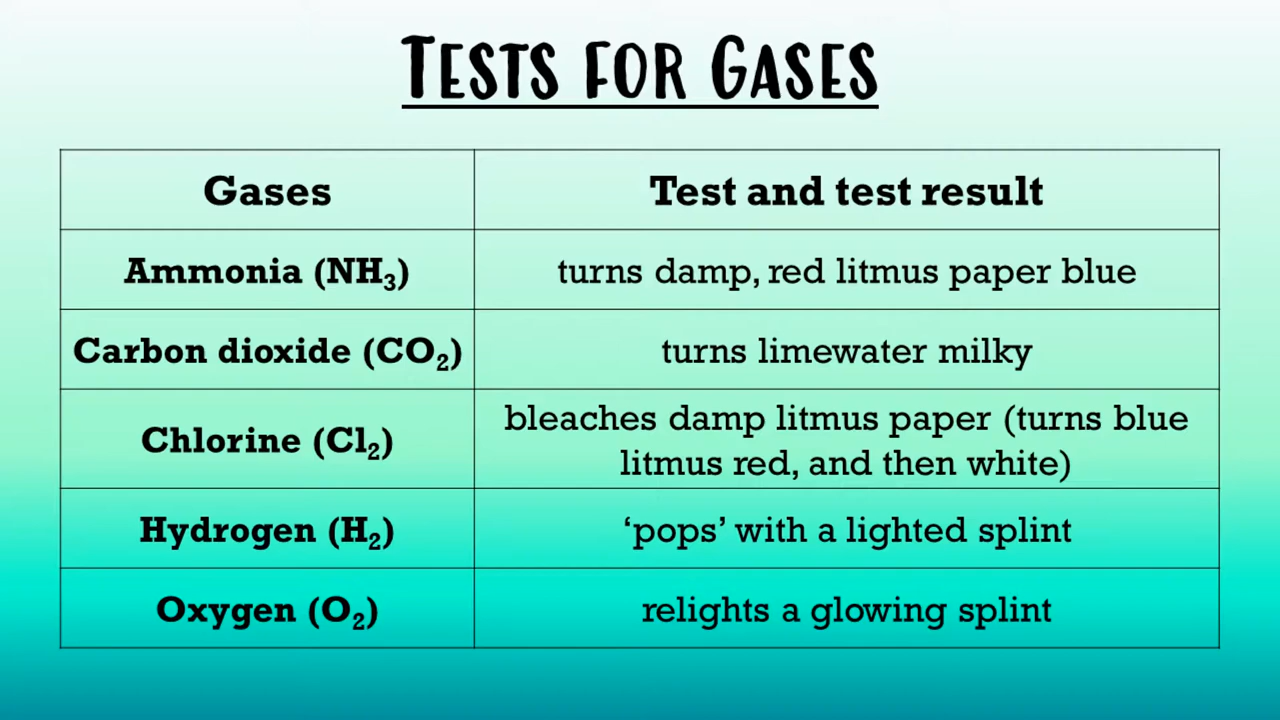 TESTS FOR GASES
Gases
Test and test result
Ammonia (NH₃)
turns damp, red litmus paper blue
Carbon dioxide (CO₂)
turns limewater milky
Chlorine (Cl₂)
bleaches damp litmus paper (turns blue
litmus red, and then white)
Hydrogen (H₂)
‘pops’ with a lighted splint
Oxygen (O₂)
relights a glowing splint